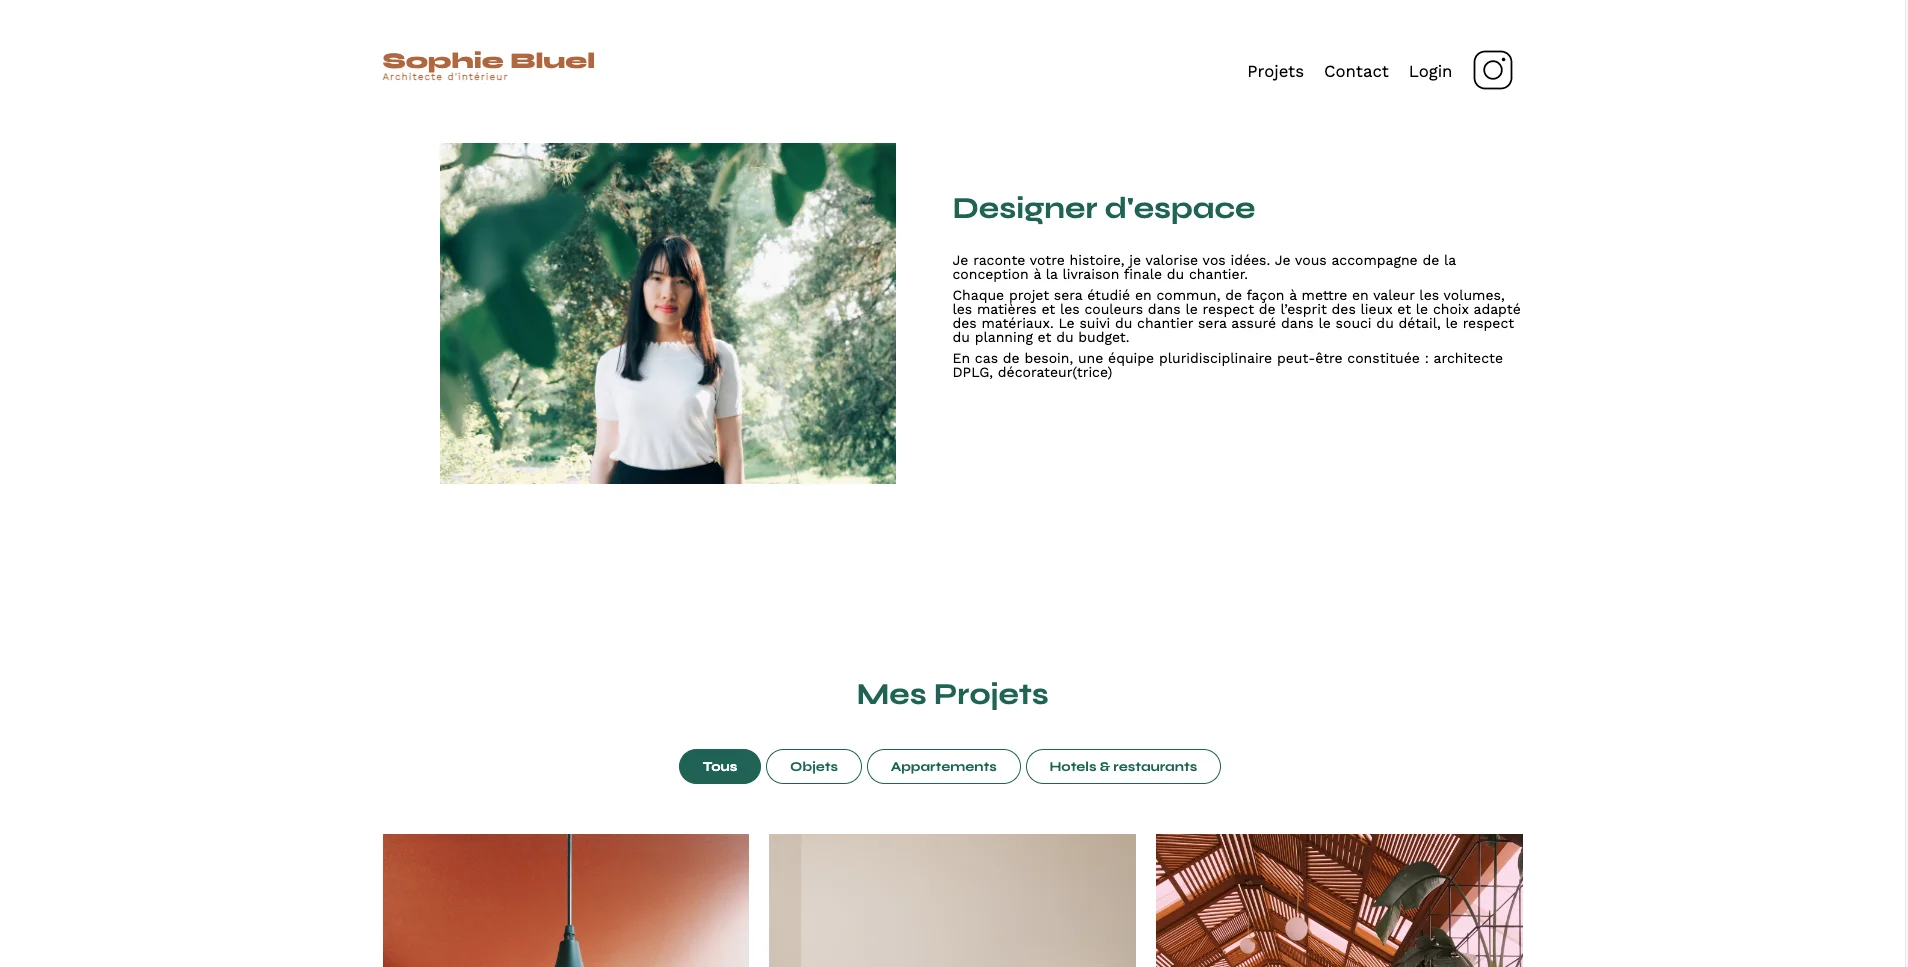 Sophie Bluel
Architecte d'intérieur
Projets
Contact
Login
Designer d'espace
Je raconte votre histoire, je valorise vos idées. Je vous accompagne de la
conception à la livraison finale du chantier.
Chaque projet sera étudié en commun, de façon à mettre en valeur les volumes,
les matières et les couleurs dans le respect de l’esprit des lieux et le choix adapté
des matériaux. Le suivi du chantier sera assuré dans le souci du détail, le respect
du planning et du budget.
En cas de besoin, une équipe pluridisciplinaire peut-être constituée : architecte
DPLG, décorateur(trice)
Mes Projets
Tous
Objets
Appartements
Hotels & restaurants